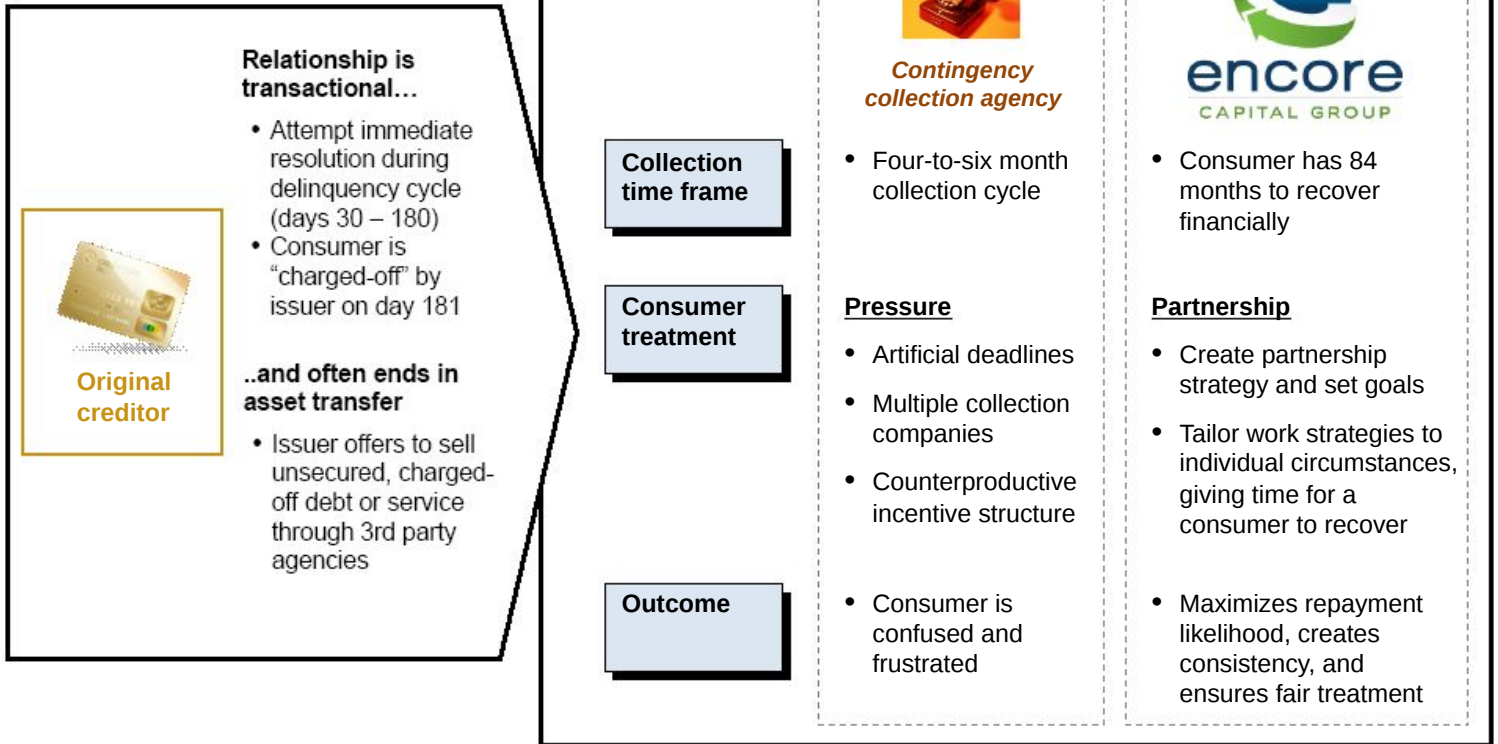 Relationship is
transactional…
• Attempt immediate
resolution during
delinquency cycle
(days 30 – 180)
• Consumer is
“charged-off” by
issuer on day 181
..and often ends in
asset transfer
• Issuer offers to sell
unsecured, charged-
off debt or service
through 3rd party
agencies
Original
creditor
Contingency
collection agency
encore
CAPITAL GROUP
Collection
time frame
• Four-to-six month
collection cycle
• Consumer has 84
months to recover
financially
Consumer
treatment
Pressure
• Artificial deadlines
• Multiple collection
companies
• Counterproductive
incentive structure
Partnership
• Create partnership
strategy and set goals
• Tailor work strategies to
individual circumstances,
giving time for a
consumer to recover
Outcome
• Consumer is
confused and
frustrated
• Maximizes repayment
likelihood, creates
consistency, and
ensures fair treatment